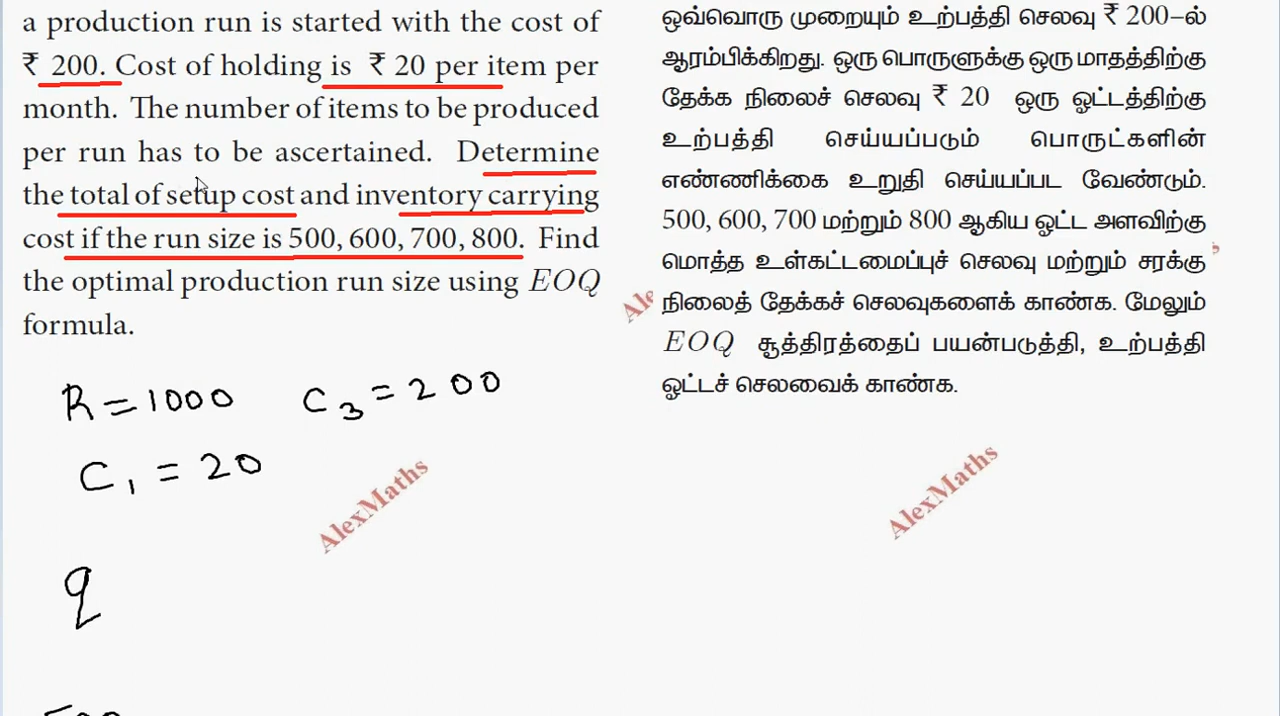 a production run is started with the cost of
₹ 200. Cost of holding is ₹ 20 per item per
month. The number of items to be produced
per run has to be ascertained. Determine
the total of setup cost and inventory carrying
cost if the run size is 500, 600, 700, 800. Find
the optimal production run size using EOQ
formula.
ஒவ்வொரு முறையும் உற்பத்தி செலவு ₹ 200-ல்
ஆரம்பிக்கிறது. ஒரு பொருளுக்கு ஒரு மாதத்திற்கு
தேக்க நிலைச் செலவு ₹ 20 ஒரு ஓட்டத்திற்கு
உற்பத்தி செய்யப்படும் பொருட்களின்
எண்ணிக்கை உறுதி செய்யப்பட வேண்டும்.
500, 600, 700 மற்றும் 800 ஆகிய ஓட்ட அளவிற்கு
மொத்த உள்கட்டமைப்புச் செலவு மற்றும் சரக்கு
நிலைத் தேக்கச் செலவுகளைக் காண்க. மேலும்
EOQ சூத்திரத்தைப் பயன்படுத்தி, உற்பத்தி
ஓட்டச் செலவைக் காண்க.
R = 1000 C₃ = 200
C₁ = 20
AlexMaths
AlexMaths
q